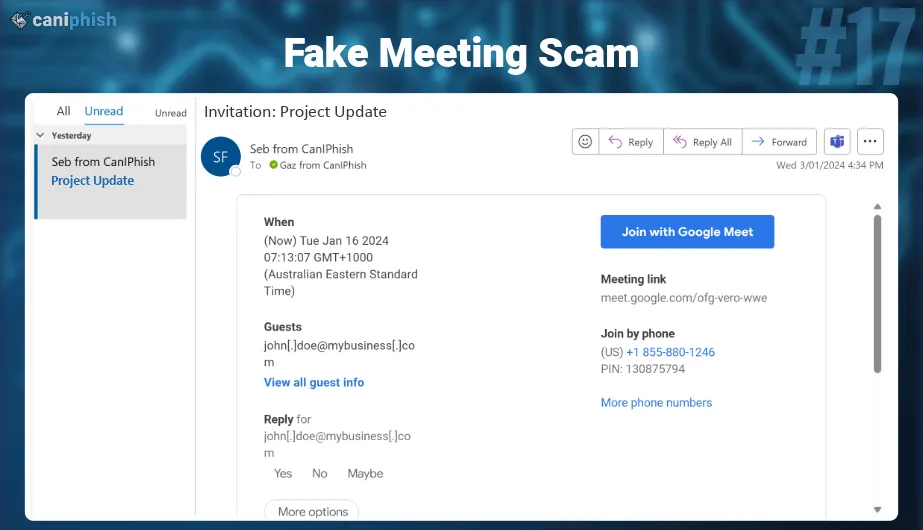 caniphish
#17
Fake Meeting Scam
All Unread Unread
Yesterday
Seb from CanIPhish
Project Update
Invitation: Project Update
SF
Seb from CanIPhish
To Gaz from CanIPhish
Reply Reply All Forward
Wed 3/01/2024 4:34 PM
When
(Now) Tue Jan 16 2024
07:13:07 GMT+1000
(Australian Eastern Standard
Time)
Guests
john[.]doe@mybusiness[.]co
m
View all guest info
Reply for
john[.]doe@mybusiness[.]co
m
Yes No Maybe
More options
Join with Google Meet
Meeting link
meet.google.com/ofg-vero-wwe
Join by phone
(US) +1 855-880-1246
PIN: 130875794
More phone numbers